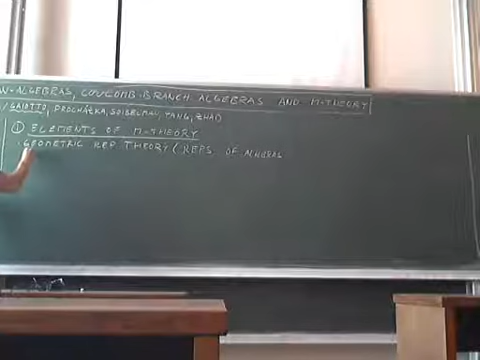 W-ALGEBRAS, COULOMB-BRANCH ALGEBRAS AND M-THEORY
/GAIOTTO, PROCHÁZKA, SOIBELMAN, YANG, ZHAO
① ELEMENTS OF M-THEORY
· GEOMETRIC REP THEORY (REPS. OF ALGEBRAS